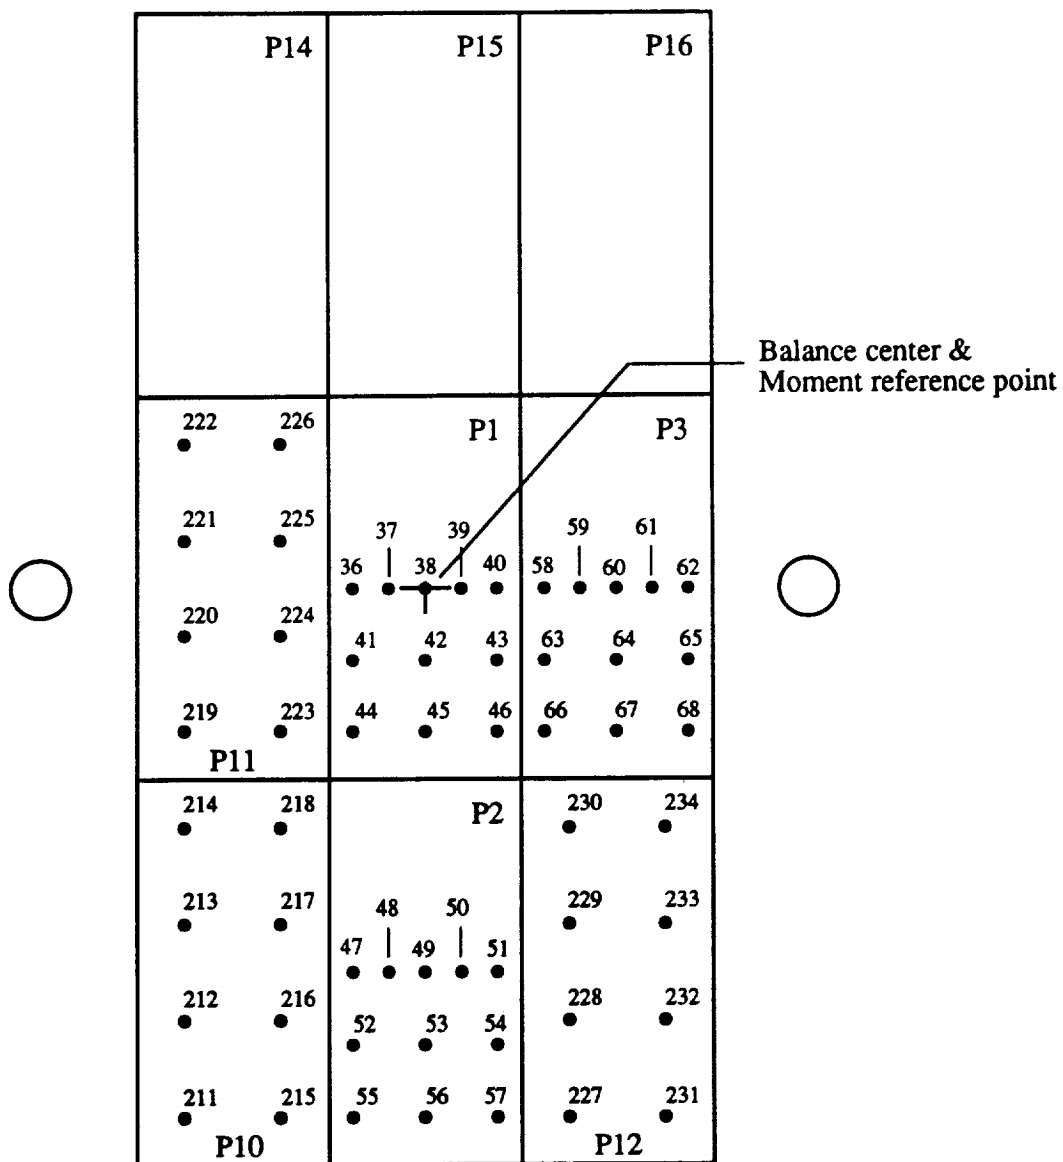 P14 P15 P16
Balance center &
Moment reference point
222 226 P1 P3
221 225 37 39 59 61
36 38 40 58 60 62
220 224 41 42 43 63 64 65
219 223 44 45 46 66 67 68
P11
214 218 P2 230 234
213 217 48 50 229 233
47 49 51
212 216 52 53 54 228 232
211 215 55 56 57 227 231
P10 P12